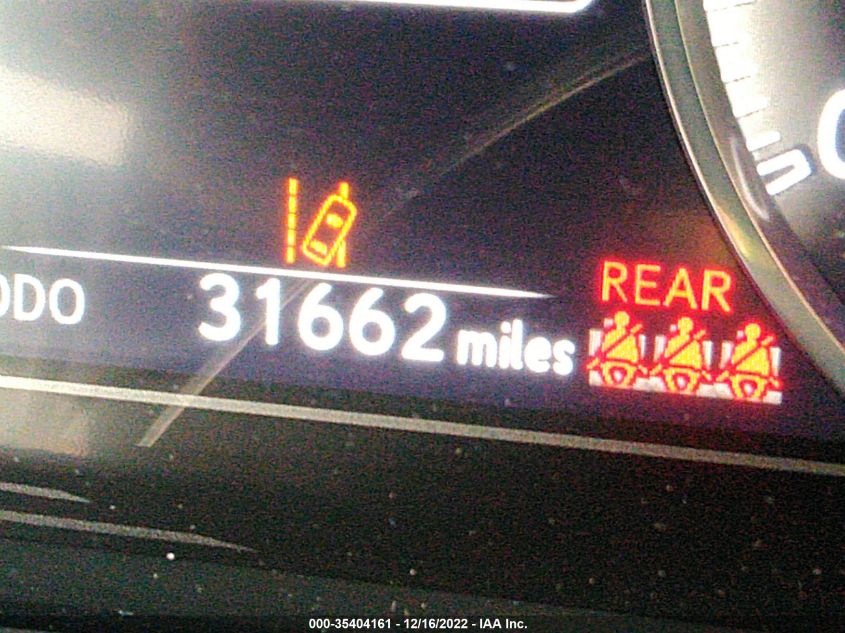 REAR
ODO 31662 miles
000-35404161 - 12/16/2022 - IAA Inc.